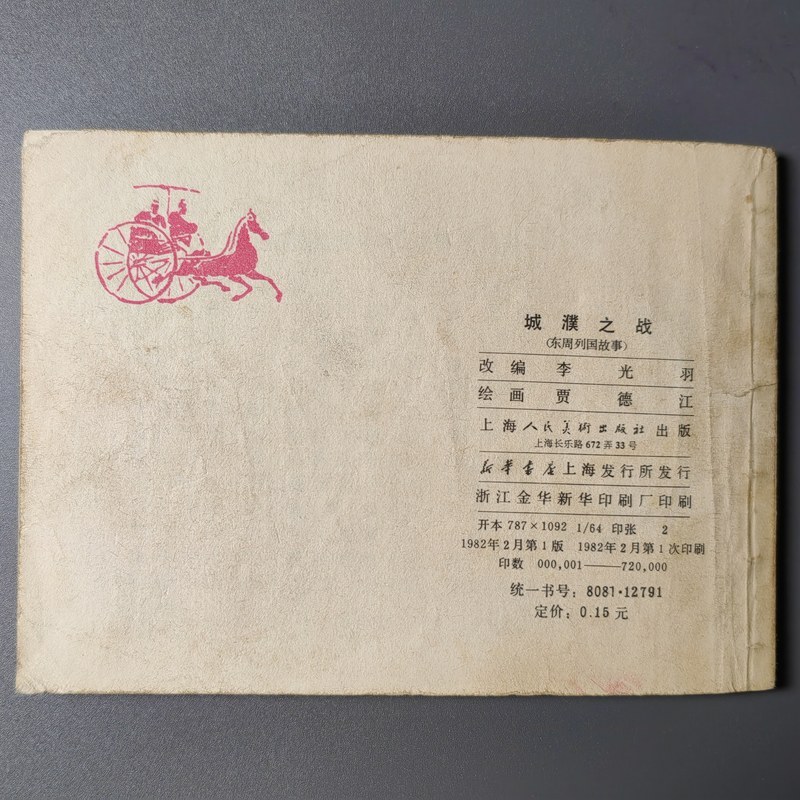 城濮之战
(东周列国故事)
改编 李光羽
绘画 贾德江
上海人民美術出版社出版
上海长乐路672弄33号
新华书店上海发行所发行
浙江金华新华印刷厂印刷
开本 787×1092 1/64 印张 2
1982年2月第1版 1982年2月第1次印刷
印数 000,001——720,000
统一书号：8081·12791
定价：0.15元